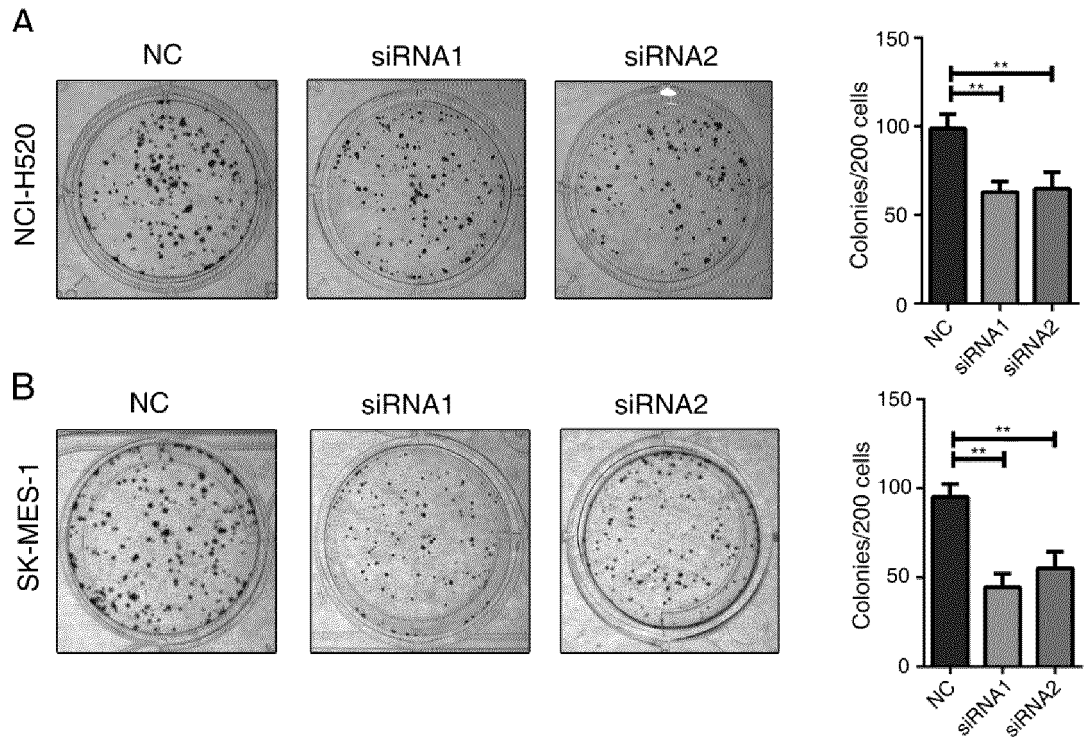 A
NC
siRNA1
siRNA2
NCI-H520
Colonies/200 cells
150
100
50
0
**
**
NC
siRNA1
siRNA2
B
NC
siRNA1
siRNA2
SK-MES-1
Colonies/200 cells
150
100
50
0
**
**
NC
siRNA1
siRNA2